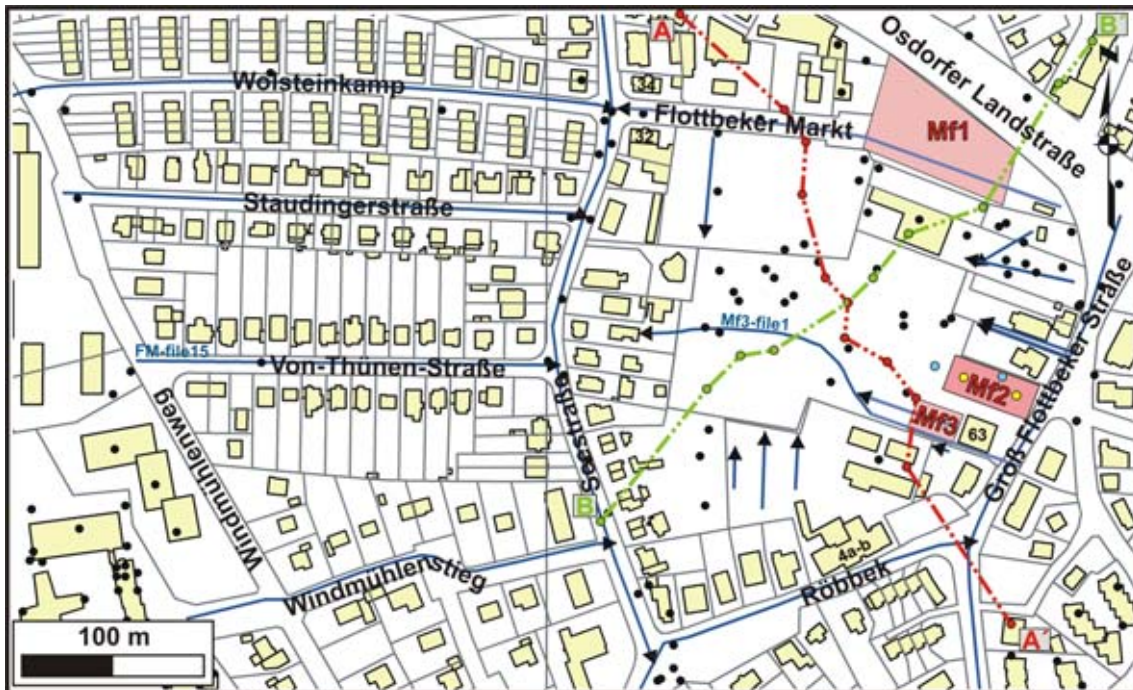 A
B´
Osdorfer Landstraße
Wolsteinkamp
34
Flottbeker Markt
Mf1
32
Staudingerstraße
Mf3-file1
FM-file15
Von-Thünen-Straße
Groß Flottbeker Straße
Mf2
Mf3
63
Seestraße
Windmühlenweg
B
4a-b
Windmühlenstieg
Röbbek
100 m
A´